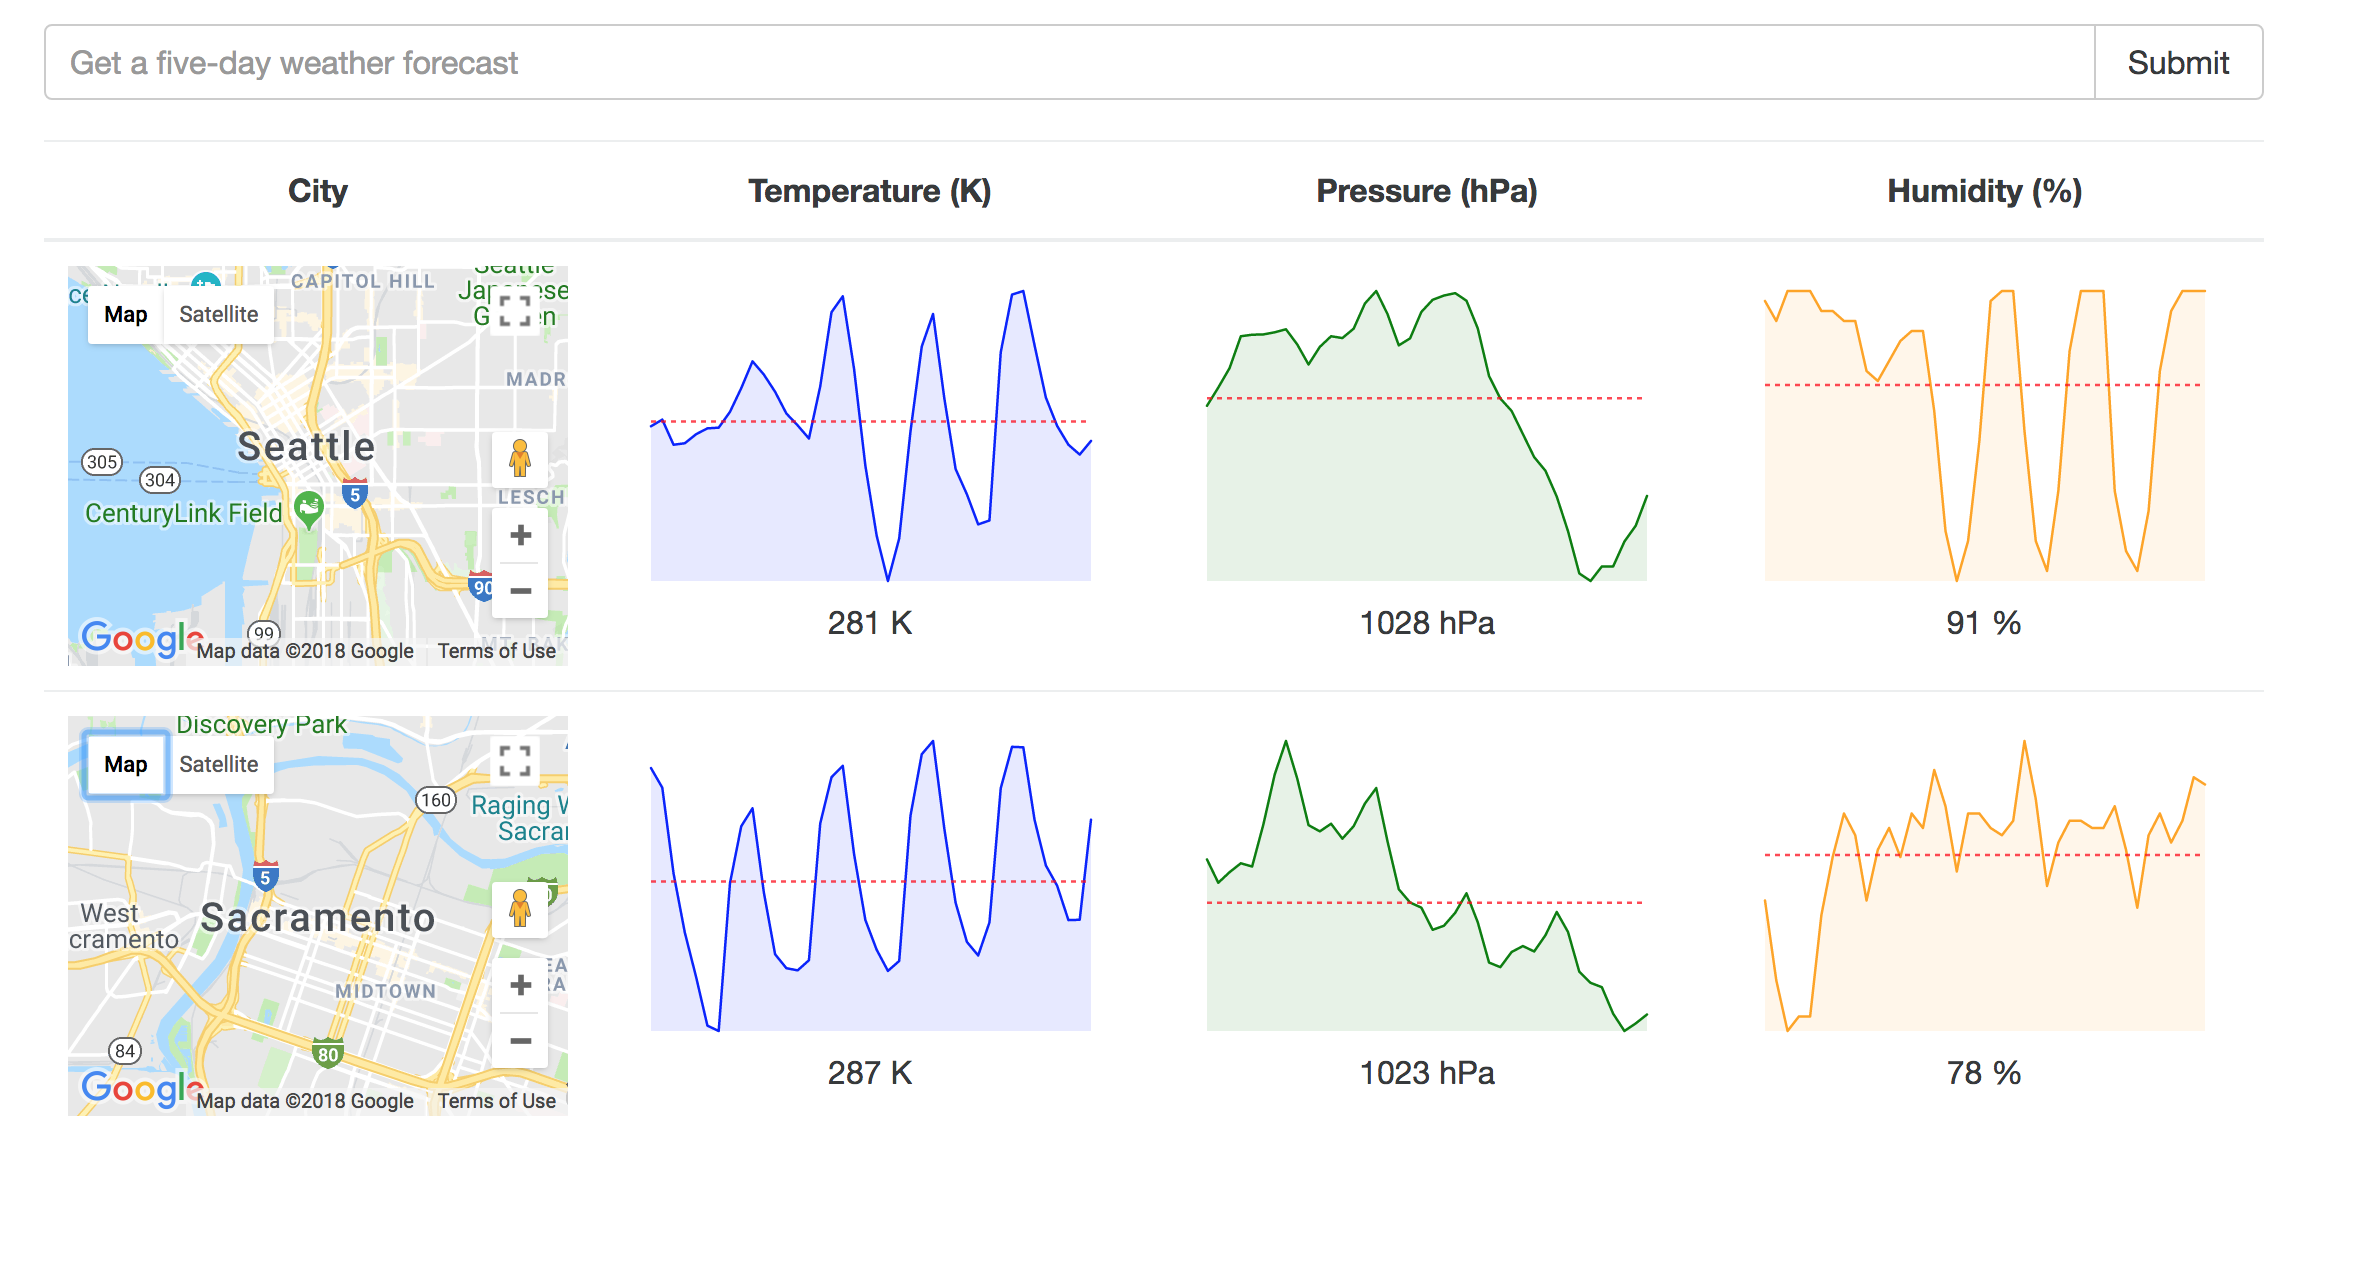 Get a five-day weather forecast
Submit
City
Temperature (K)
Pressure (hPa)
Humidity (%)
CAPITOL HILL
Seattle
Japanese
Map
Satellite
MADR
Seattle
305
304
5
LESCH
CenturyLink Field
+
90
−
99
Google
Map data ©2018 Google
Terms of Use
281 K
1028 hPa
91 %
Discovery Park
Map
Satellite
160
Raging W
Sacrar
5
West
cramento
Sacramento
MIDTOWN
+
84
80
−
Google
Map data ©2018 Google
Terms of Use
287 K
1023 hPa
78 %